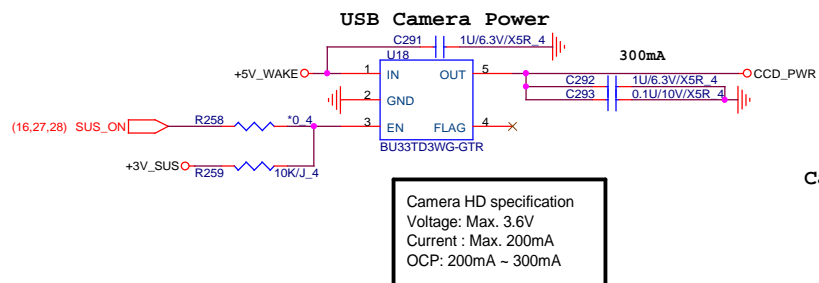 USB Camera Power
C291 1U/6.3V/X5R_4
U18
300mA
+5V_WAKE 1 IN OUT 5 CCD_PWR
C292 1U/6.3V/X5R_4
C293 0.1U/10V/X5R_4
2 GND
(16,27,28) SUS_ON R258 *0_4 3 EN FLAG 4
BU33TD3WG-GTR
+3V_SUS R259 10K/J_4
Camera HD specification
Voltage: Max. 3.6V
Current : Max. 200mA
OCP: 200mA ~ 300mA